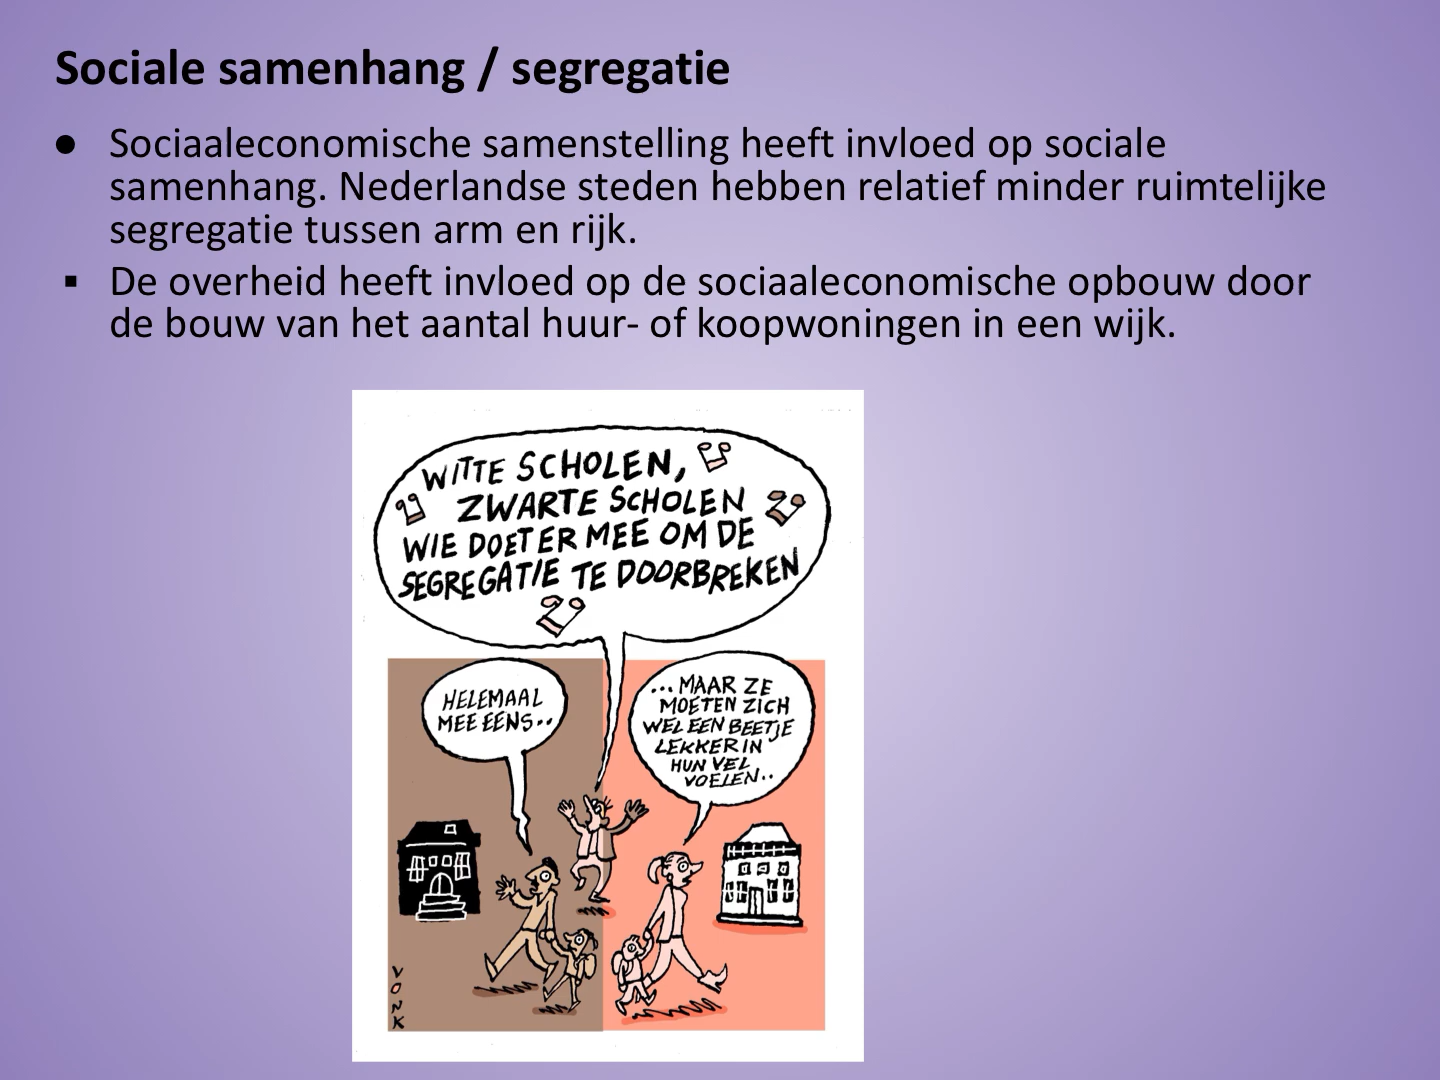 Sociale samenhang / segregatie
● Sociaaleconomische samenstelling heeft invloed op sociale
samenhang. Nederlandse steden hebben relatief minder ruimtelijke
segregatie tussen arm en rijk.
▪ De overheid heeft invloed op de sociaaleconomische opbouw door
de bouw van het aantal huur- of koopwoningen in een wijk.
WITTE SCHOLEN,
ZWARTE SCHOLEN
WIE DOET ER MEE OM DE
SEGREGATIE TE DOORBREKEN
HELEMAAL
MEE EENS..
...MAAR ZE
MOETEN ZICH
WEL EEN BEETJE
LEKKER IN
HUN VEL
VOELEN..
VONK